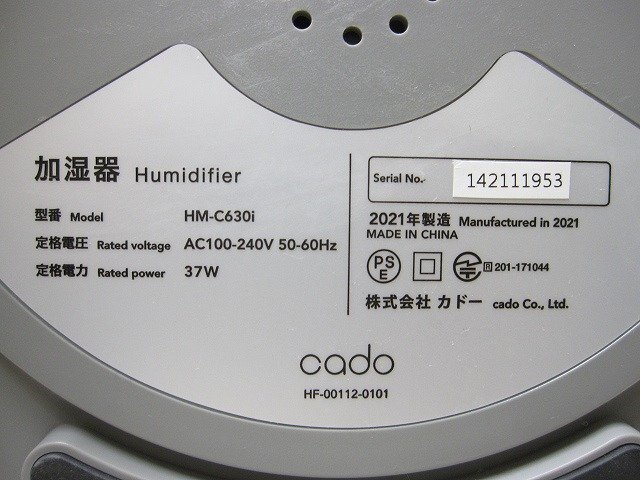 加湿器 Humidifier
型番 Model HM-C630i
定格電圧 Rated voltage AC100-240V 50-60Hz
定格電力 Rated power 37W
Serial No. 142111953
2021年製造 Manufactured in 2021
MADE IN CHINA
PS E R 201-171044
株式会社 カドー cado Co., Ltd.
cado
HF-00112-0101